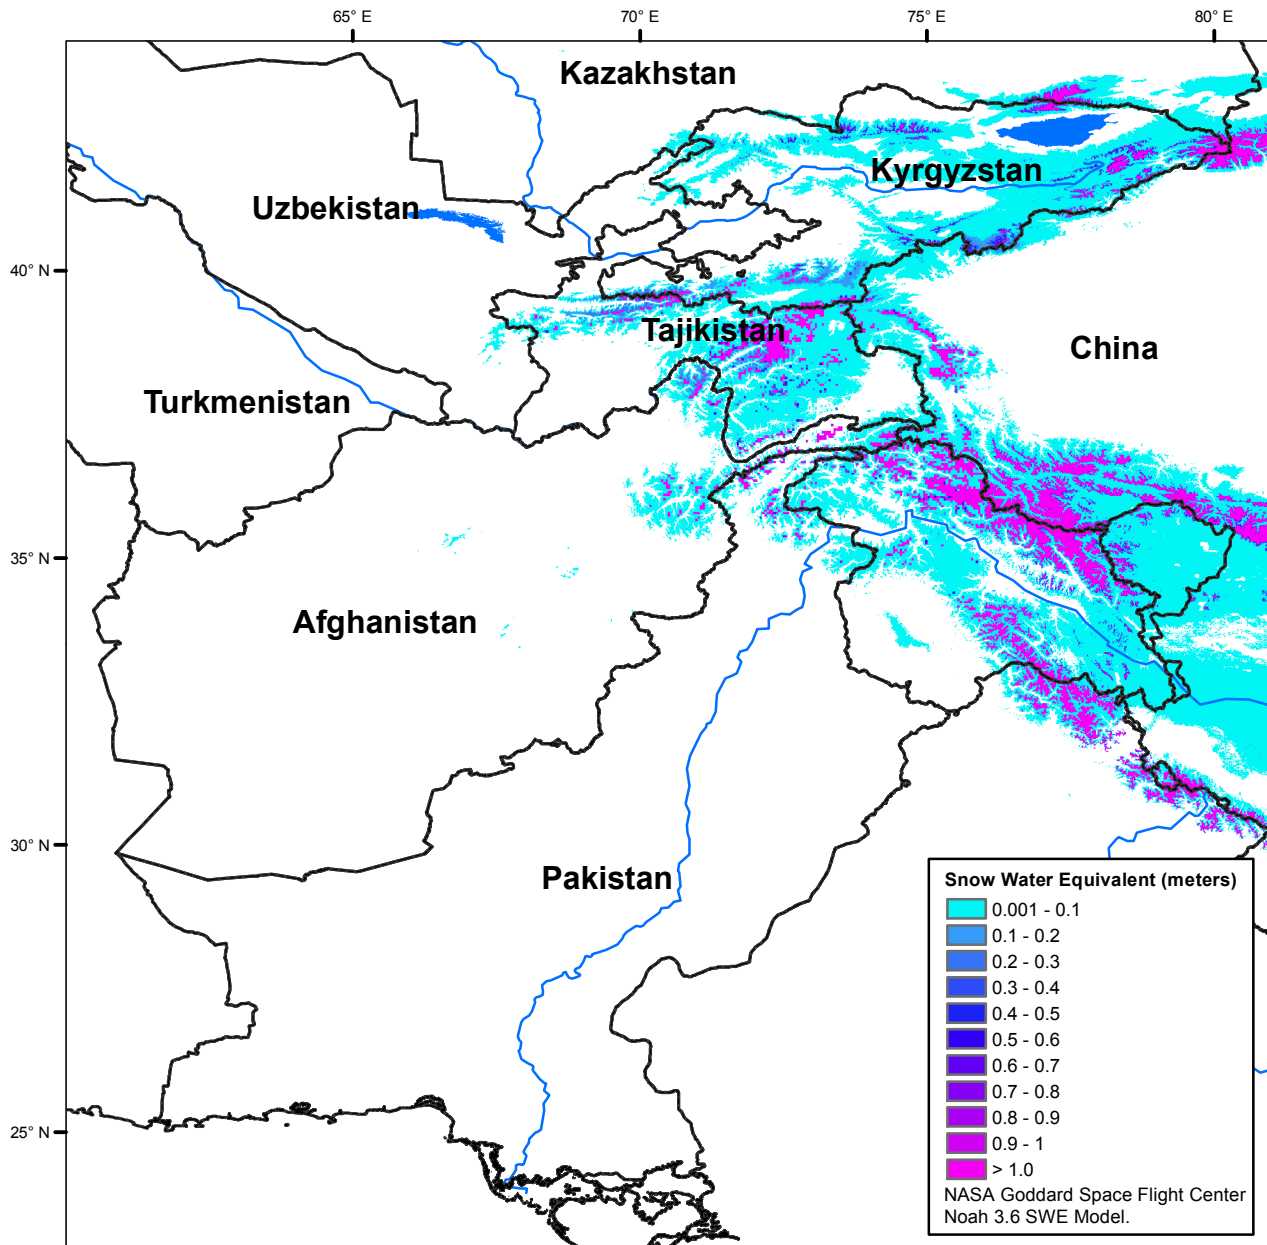 65° E
70° E
75° E
80° E
Kazakhstan
Kyrgyzstan
Uzbekistan
40° N
Tajikistan
China
Turkmenistan
35° N
Afghanistan
30° N
Pakistan
25° N
Snow Water Equivalent (meters)
0.001 - 0.1
0.1 - 0.2
0.2 - 0.3
0.3 - 0.4
0.4 - 0.5
0.5 - 0.6
0.6 - 0.7
0.7 - 0.8
0.8 - 0.9
0.9 - 1
> 1.0
NASA Goddard Space Flight Center
Noah 3.6 SWE Model.